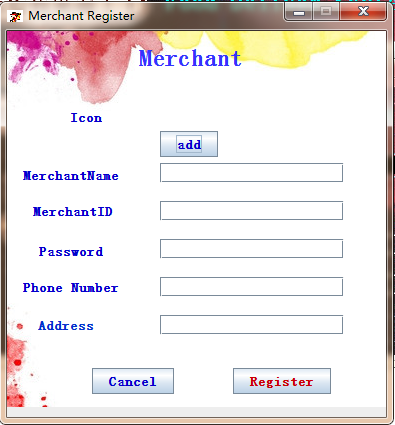 Merchant Register
Merchant
Icon
add
MerchantName
MerchantID
Password
Phone Number
Address
Cancel
Register